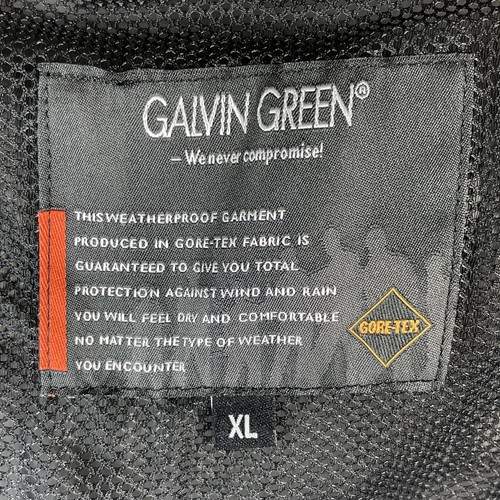 GALVIN GREEN®
– We never compromise!
THIS WEATHERPROOF GARMENT
PRODUCED IN GORE-TEX FABRIC IS
GUARANTEED TO GIVE YOU TOTAL
PROTECTION AGAINST WIND AND RAIN
YOU WILL FEEL DRY AND COMFORTABLE
NO MATTER THE TYPE OF WEATHER
YOU ENCOUNTER
GORE-TEX
XL